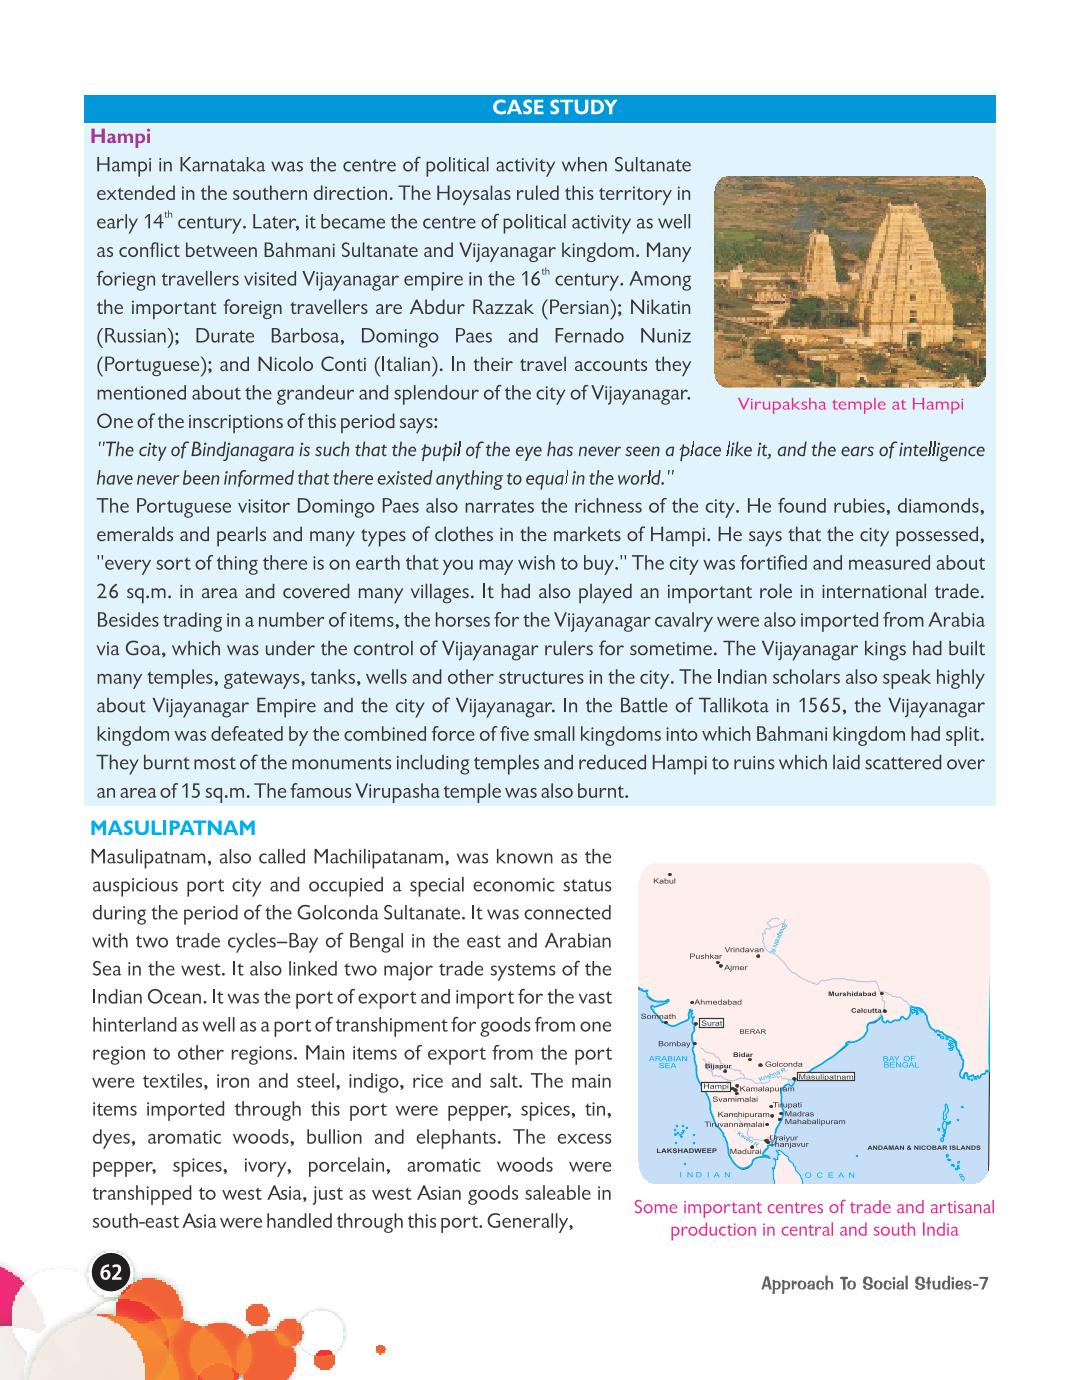 CASE STUDY
Hampi
Hampi in Karnataka was the centre of political activity when Sultanate
extended in the southern direction. The Hoysalas ruled this territory in
early 14th century. Later, it became the centre of political activity as well
as conflict between Bahmani Sultanate and Vijayanagar kingdom. Many
foriegn travellers visited Vijayanagar empire in the 16th century. Among
the important foreign travellers are Abdur Razzak (Persian); Nikatin
(Russian); Durate Barbosa, Domingo Paes and Fernado Nuniz
(Portuguese); and Nicolo Conti (Italian). In their travel accounts they
mentioned about the grandeur and splendour of the city of Vijayanagar.
One of the inscriptions of this period says:
Virupaksha temple at Hampi
"The city of Bindjanagara is such that the pupil of the eye has never seen a place like it, and the ears of intelligence
have never been informed that there existed anything to equal in the world."
The Portuguese visitor Domingo Paes also narrates the richness of the city. He found rubies, diamonds,
emeralds and pearls and many types of clothes in the markets of Hampi. He says that the city possessed,
"every sort of thing there is on earth that you may wish to buy." The city was fortified and measured about
26 sq.m. in area and covered many villages. It had also played an important role in international trade.
Besides trading in a number of items, the horses for the Vijayanagar cavalry were also imported from Arabia
via Goa, which was under the control of Vijayanagar rulers for sometime. The Vijayanagar kings had built
many temples, gateways, tanks, wells and other structures in the city. The Indian scholars also speak highly
about Vijayanagar Empire and the city of Vijayanagar. In the Battle of Tallikota in 1565, the Vijayanagar
kingdom was defeated by the combined force of five small kingdoms into which Bahmani kingdom had split.
They burnt most of the monuments including temples and reduced Hampi to ruins which laid scattered over
an area of 15 sq.m. The famous Virupasha temple was also burnt.
MASULIPATNAM
Masulipatnam, also called Machilipatanam, was known as the
auspicious port city and occupied a special economic status
during the period of the Golconda Sultanate. It was connected
with two trade cycles–Bay of Bengal in the east and Arabian
Sea in the west. It also linked two major trade systems of the
Indian Ocean. It was the port of export and import for the vast
hinterland as well as a port of transhipment for goods from one
region to other regions. Main items of export from the port
were textiles, iron and steel, indigo, rice and salt. The main
items imported through this port were pepper, spices, tin,
dyes, aromatic woods, bullion and elephants. The excess
pepper, spices, ivory, porcelain, aromatic woods were
transhipped to west Asia, just as west Asian goods saleable in
south-east Asia were handled through this port. Generally,
Kabul
Vrindavan
Pushkar
Ajmer
Murshidabad
Ahmedabad
Calcutta
Somnath
Surat
BERAR
Bombay
Bidar
ARABIAN
SEA
BAY OF
BENGAL
Golconda
Bijapur
Krishna R.
Masulipatnam
Hampi
Kamalapuram
Svamimalai
Tirupati
Kanchipuram
Madras
Mahabalipuram
Tiruvannamalai
Uraiyur
Thanjavur
Madurai
LAKSHADWEEP
ANDAMAN & NICOBAR ISLANDS
INDIAN OCEAN
Some important centres of trade and artisanal
production in central and south India
62
Approach To Social Studies-7